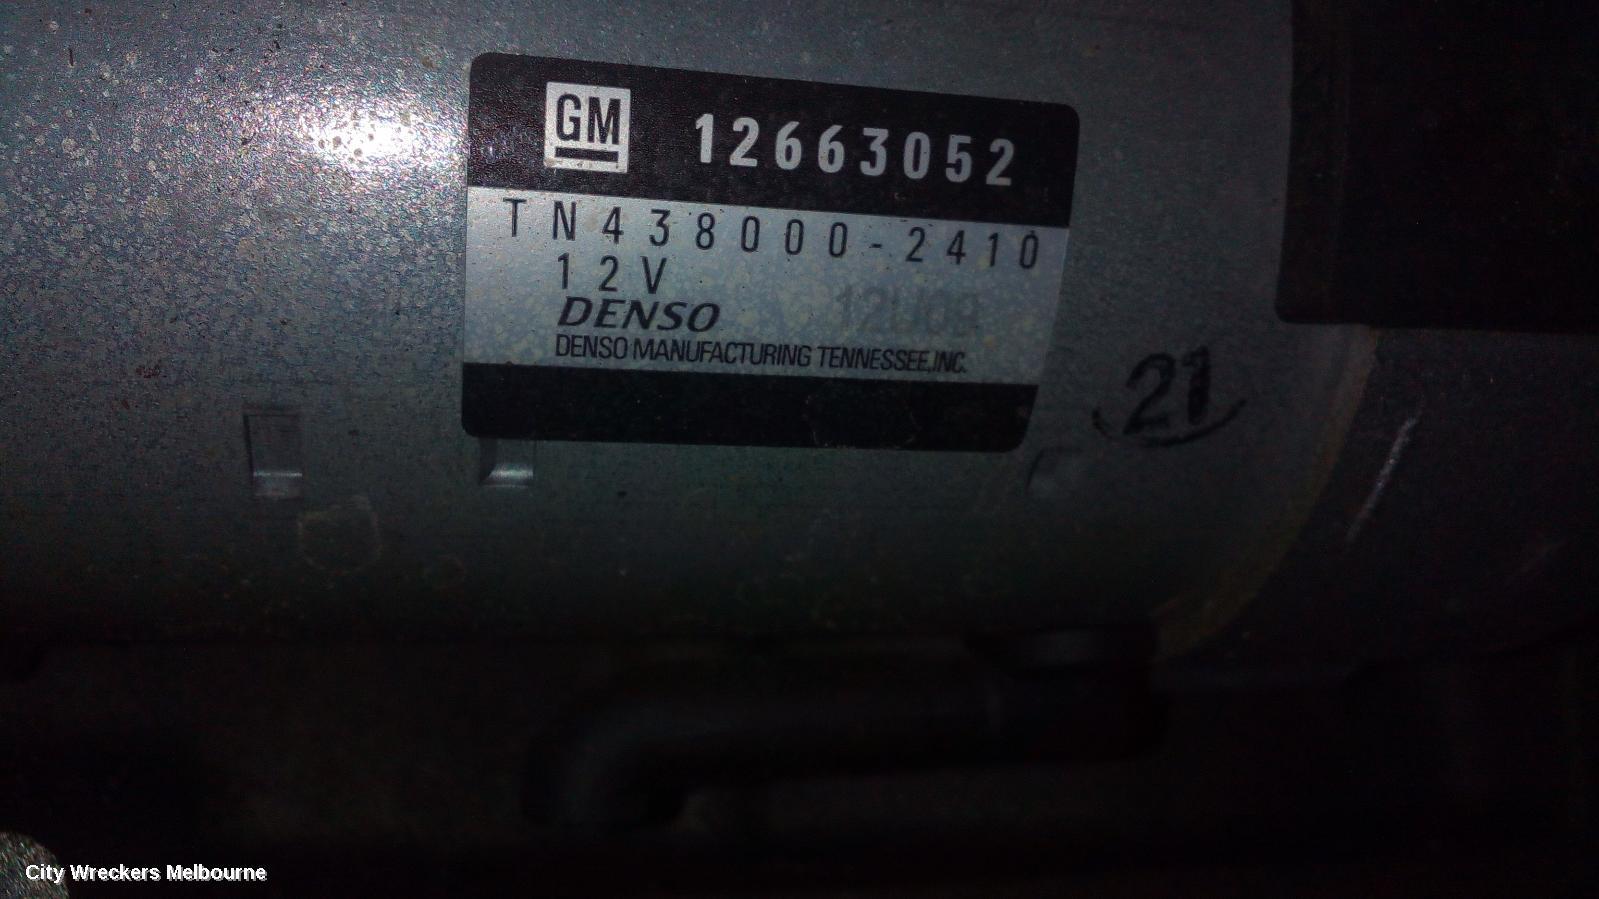 GM 12663052
TN438000-2410
12V
DENSO
DENSO MANUFACTURING TENNESSEE, INC.
21
City Wreckers Melbourne